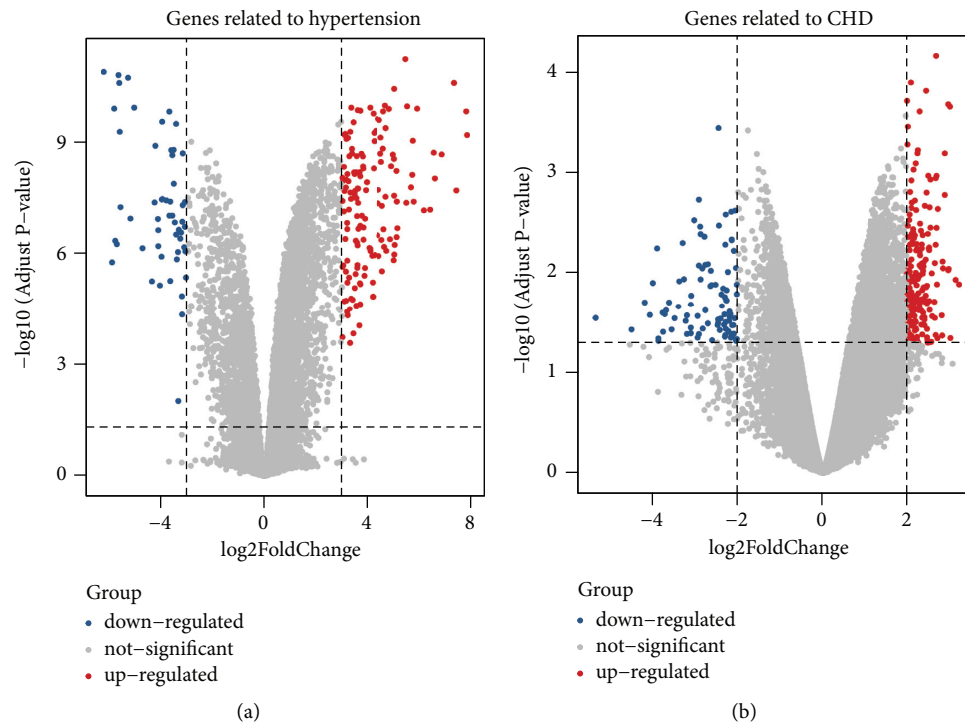 Genes related to hypertension
−log10 (Adjust P−value)
9
6
3
0
−4
0
4
8
log2FoldChange
Group
down−regulated
not−significant
up−regulated
(a)
Genes related to CHD
−log10 (Adjust P−value)
4
3
2
1
0
−4
−2
0
2
log2FoldChange
Group
down−regulated
not−significant
up−regulated
(b)